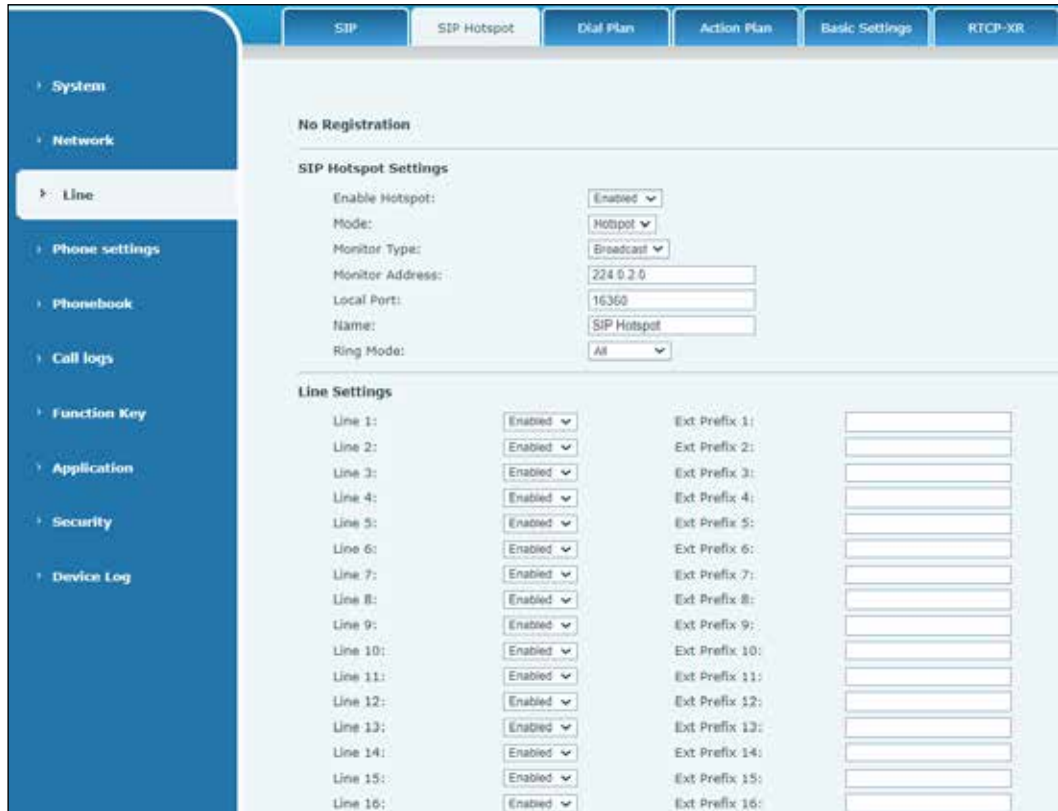 SIP SIP Hotspot Dial Plan Action Plan Basic Settings RTCP-XR
System
Network
Line
Phone settings
Phonebook
Call logs
Function Key
Application
Security
Device Log
No Registration
SIP Hotspot Settings
Enable Hotspot: Enabled
Mode: Hotspot
Monitor Type: Broadcast
Monitor Address: 224.0.2.0
Local Port: 16360
Name: SIP Hotspot
Ring Mode: All
Line Settings
Line 1: Enabled Ext Prefix 1:
Line 2: Enabled Ext Prefix 2:
Line 3: Enabled Ext Prefix 3:
Line 4: Enabled Ext Prefix 4:
Line 5: Enabled Ext Prefix 5:
Line 6: Enabled Ext Prefix 6:
Line 7: Enabled Ext Prefix 7:
Line 8: Enabled Ext Prefix 8:
Line 9: Enabled Ext Prefix 9:
Line 10: Enabled Ext Prefix 10:
Line 11: Enabled Ext Prefix 11:
Line 12: Enabled Ext Prefix 12:
Line 13: Enabled Ext Prefix 13:
Line 14: Enabled Ext Prefix 14:
Line 15: Enabled Ext Prefix 15:
Line 16: Enabled Ext Prefix 16: